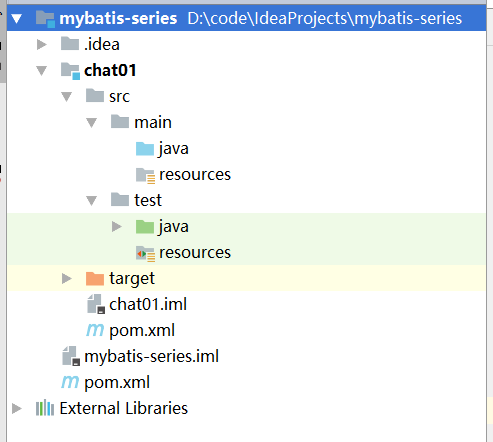 mybatis-series D:\code\IdeaProjects\mybatis-series
.idea
chat01
src
main
java
resources
test
java
resources
target
chat01.iml
pom.xml
mybatis-series.iml
pom.xml
External Libraries